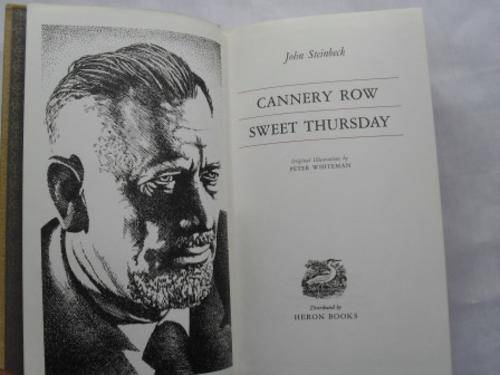 John Steinbeck
CANNERY ROW
SWEET THURSDAY
Original Illustrations by
PETER WHITEMAN
Distributed by
HERON BOOKS